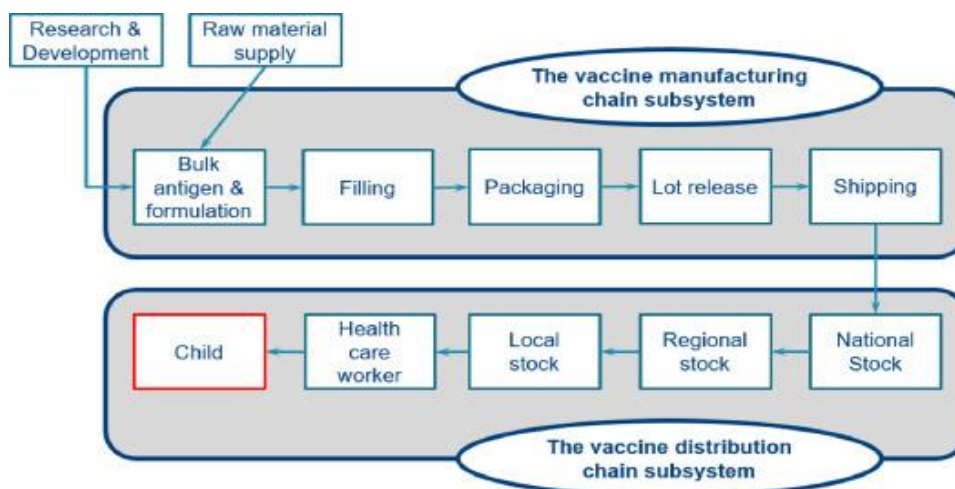 Research &
Development
Raw material
supply
The vaccine manufacturing
chain subsystem
Bulk
antigen &
formulation
Filling
Packaging
Lot release
Shipping
Child
Health
care
worker
Local
stock
Regional
stock
National
Stock
The vaccine distribution
chain subsystem